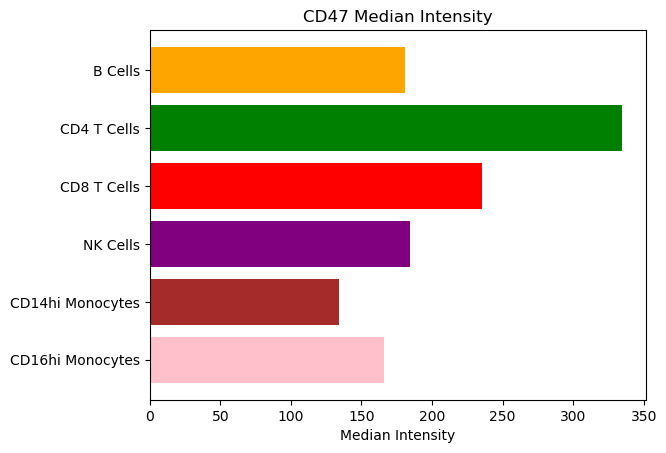 CD47 Median Intensity
B Cells
CD4 T Cells
CD8 T Cells
NK Cells
CD14hi Monocytes
CD16hi Monocytes
0 50 100 150 200 250 300 350
Median Intensity